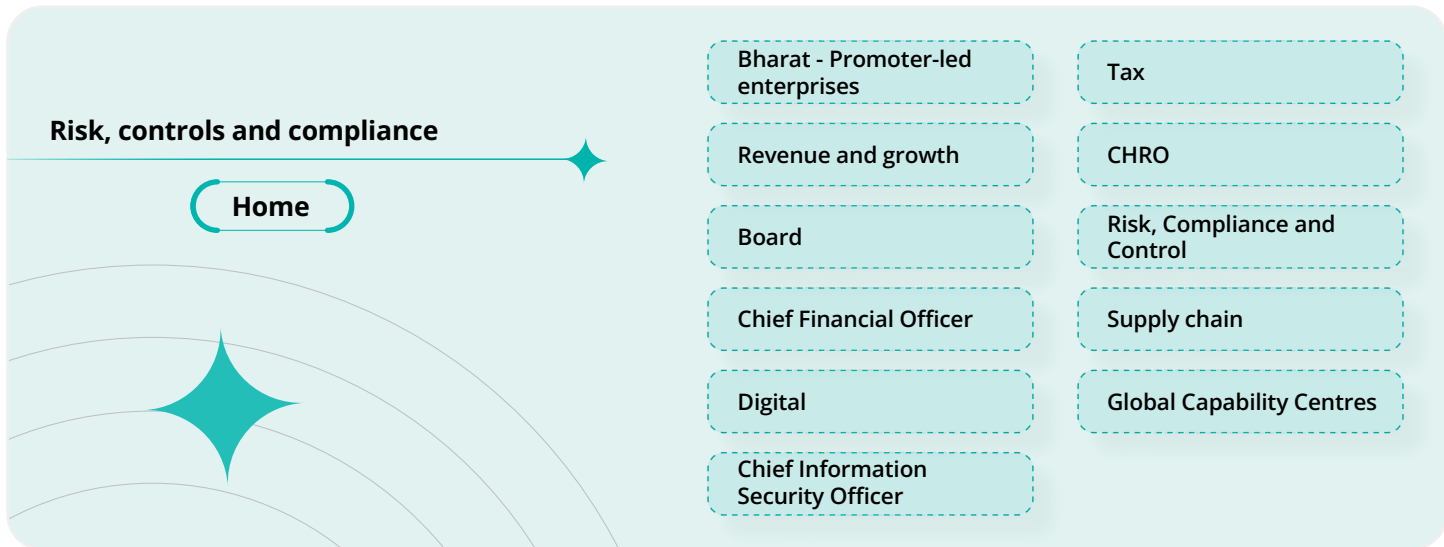 Risk, controls and compliance
Home
Bharat - Promoter-led
enterprises
Revenue and growth
Board
Chief Financial Officer
Digital
Chief Information
Security Officer
Tax
CHRO
Risk, Compliance and
Control
Supply chain
Global Capability Centres